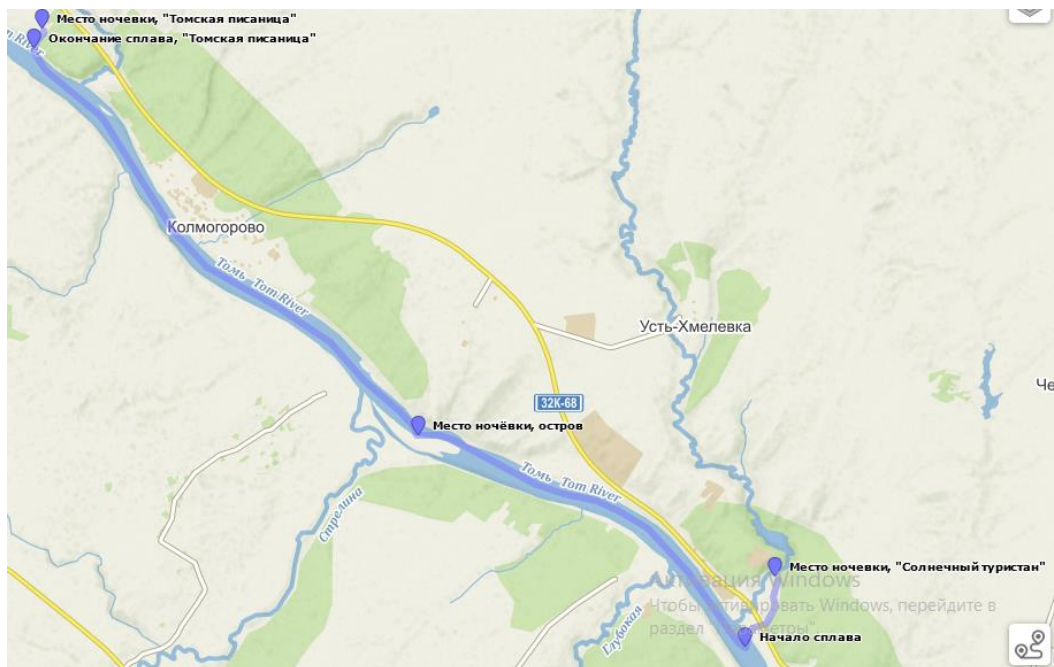 Место ночевки, "Томская писаница"
Окончание сплава, "Томская писаница"
m River
Колмогорово
Томь Tom River
Усть-Хмелевка
Че
32К-68
Место ночёвки, остров
Томь Tom River
Стрелина
Место ночевки, "Солнечный туристан"
Активация Windows
Чтобы активировать Windows, перейдите в
раздел "Параметры".
Глубокая
Начало сплава